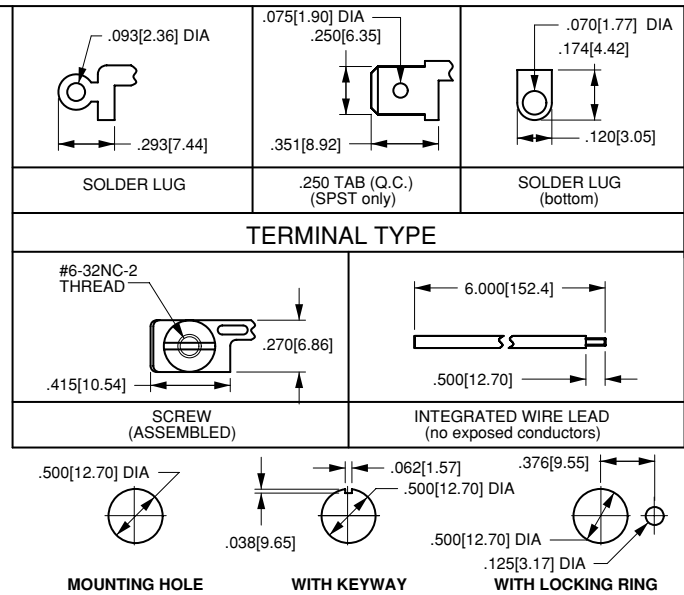 .093[2.36] DIA
.293[7.44]
SOLDER LUG
.075[1.90] DIA
.250[6.35]
.351[8.92]
.250 TAB (Q.C.)
(SPST only)
.070[1.77] DIA
.174[4.42]
.120[3.05]
SOLDER LUG
(bottom)
TERMINAL TYPE
#6-32NC-2
THREAD
.270[6.86]
.415[10.54]
SCREW
(ASSEMBLED)
6.000[152.4]
.500[12.70]
INTEGRATED WIRE LEAD
(no exposed conductors)
.500[12.70] DIA
MOUNTING HOLE
.062[1.57]
.500[12.70] DIA
.038[9.65]
WITH KEYWAY
.376[9.55]
.500[12.70] DIA
.125[3.17] DIA
WITH LOCKING RING